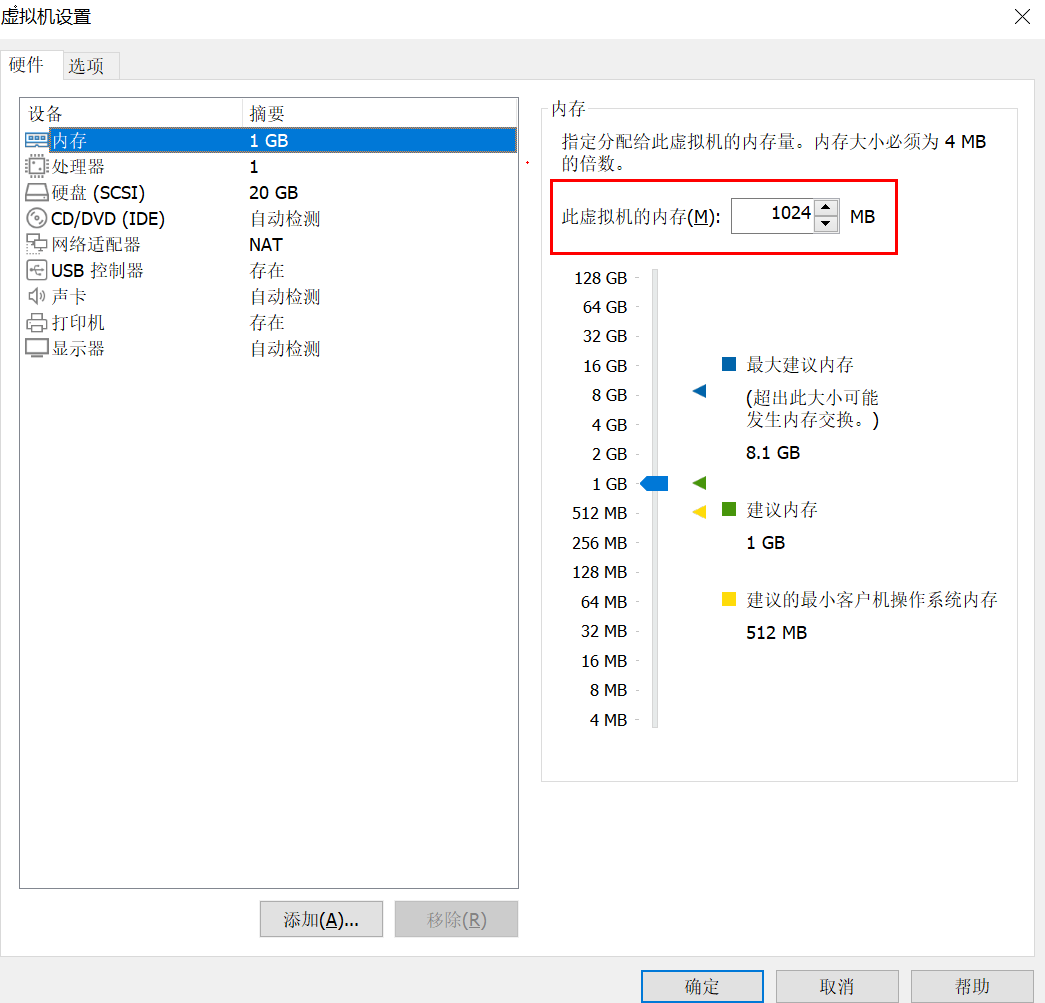 虚拟机设置
硬件 选项
设备 摘要
内存 1 GB
处理器 1
硬盘 (SCSI) 20 GB
CD/DVD (IDE) 自动检测
网络适配器 NAT
USB 控制器 存在
声卡 自动检测
打印机 存在
显示器 自动检测
添加(A)... 移除(R)
内存
指定分配给此虚拟机的内存量。内存大小必须为 4 MB
的倍数。
此虚拟机的内存(M): 1024 MB
128 GB
64 GB
32 GB
16 GB
8 GB
4 GB
2 GB
1 GB
512 MB
256 MB
128 MB
64 MB
32 MB
16 MB
8 MB
4 MB
最大建议内存
(超出此大小可能
发生内存交换。)
8.1 GB
建议内存
1 GB
建议的最小客户机操作系统内存
512 MB
确定 取消 帮助